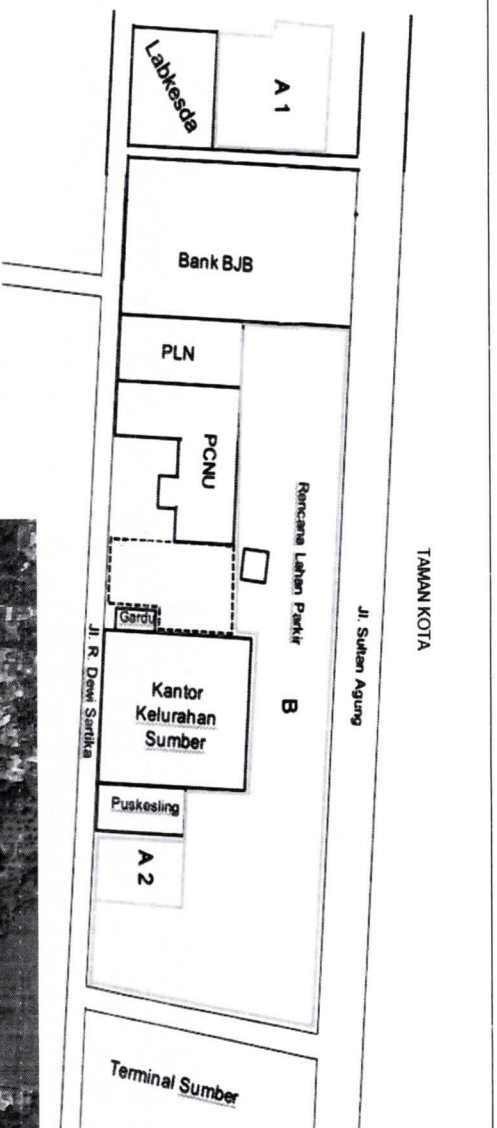 Labkesda
A 1
Bank BJB
PLN
PCNU
Rencana Lahan Parkir
TAMAN KOTA
Jl. Sultan Agung
Gardu
Jl. R. Dewi Sartika
Kantor
Kelurahan
Sumber
B
Puskesling
A 2
Terminal Sumber